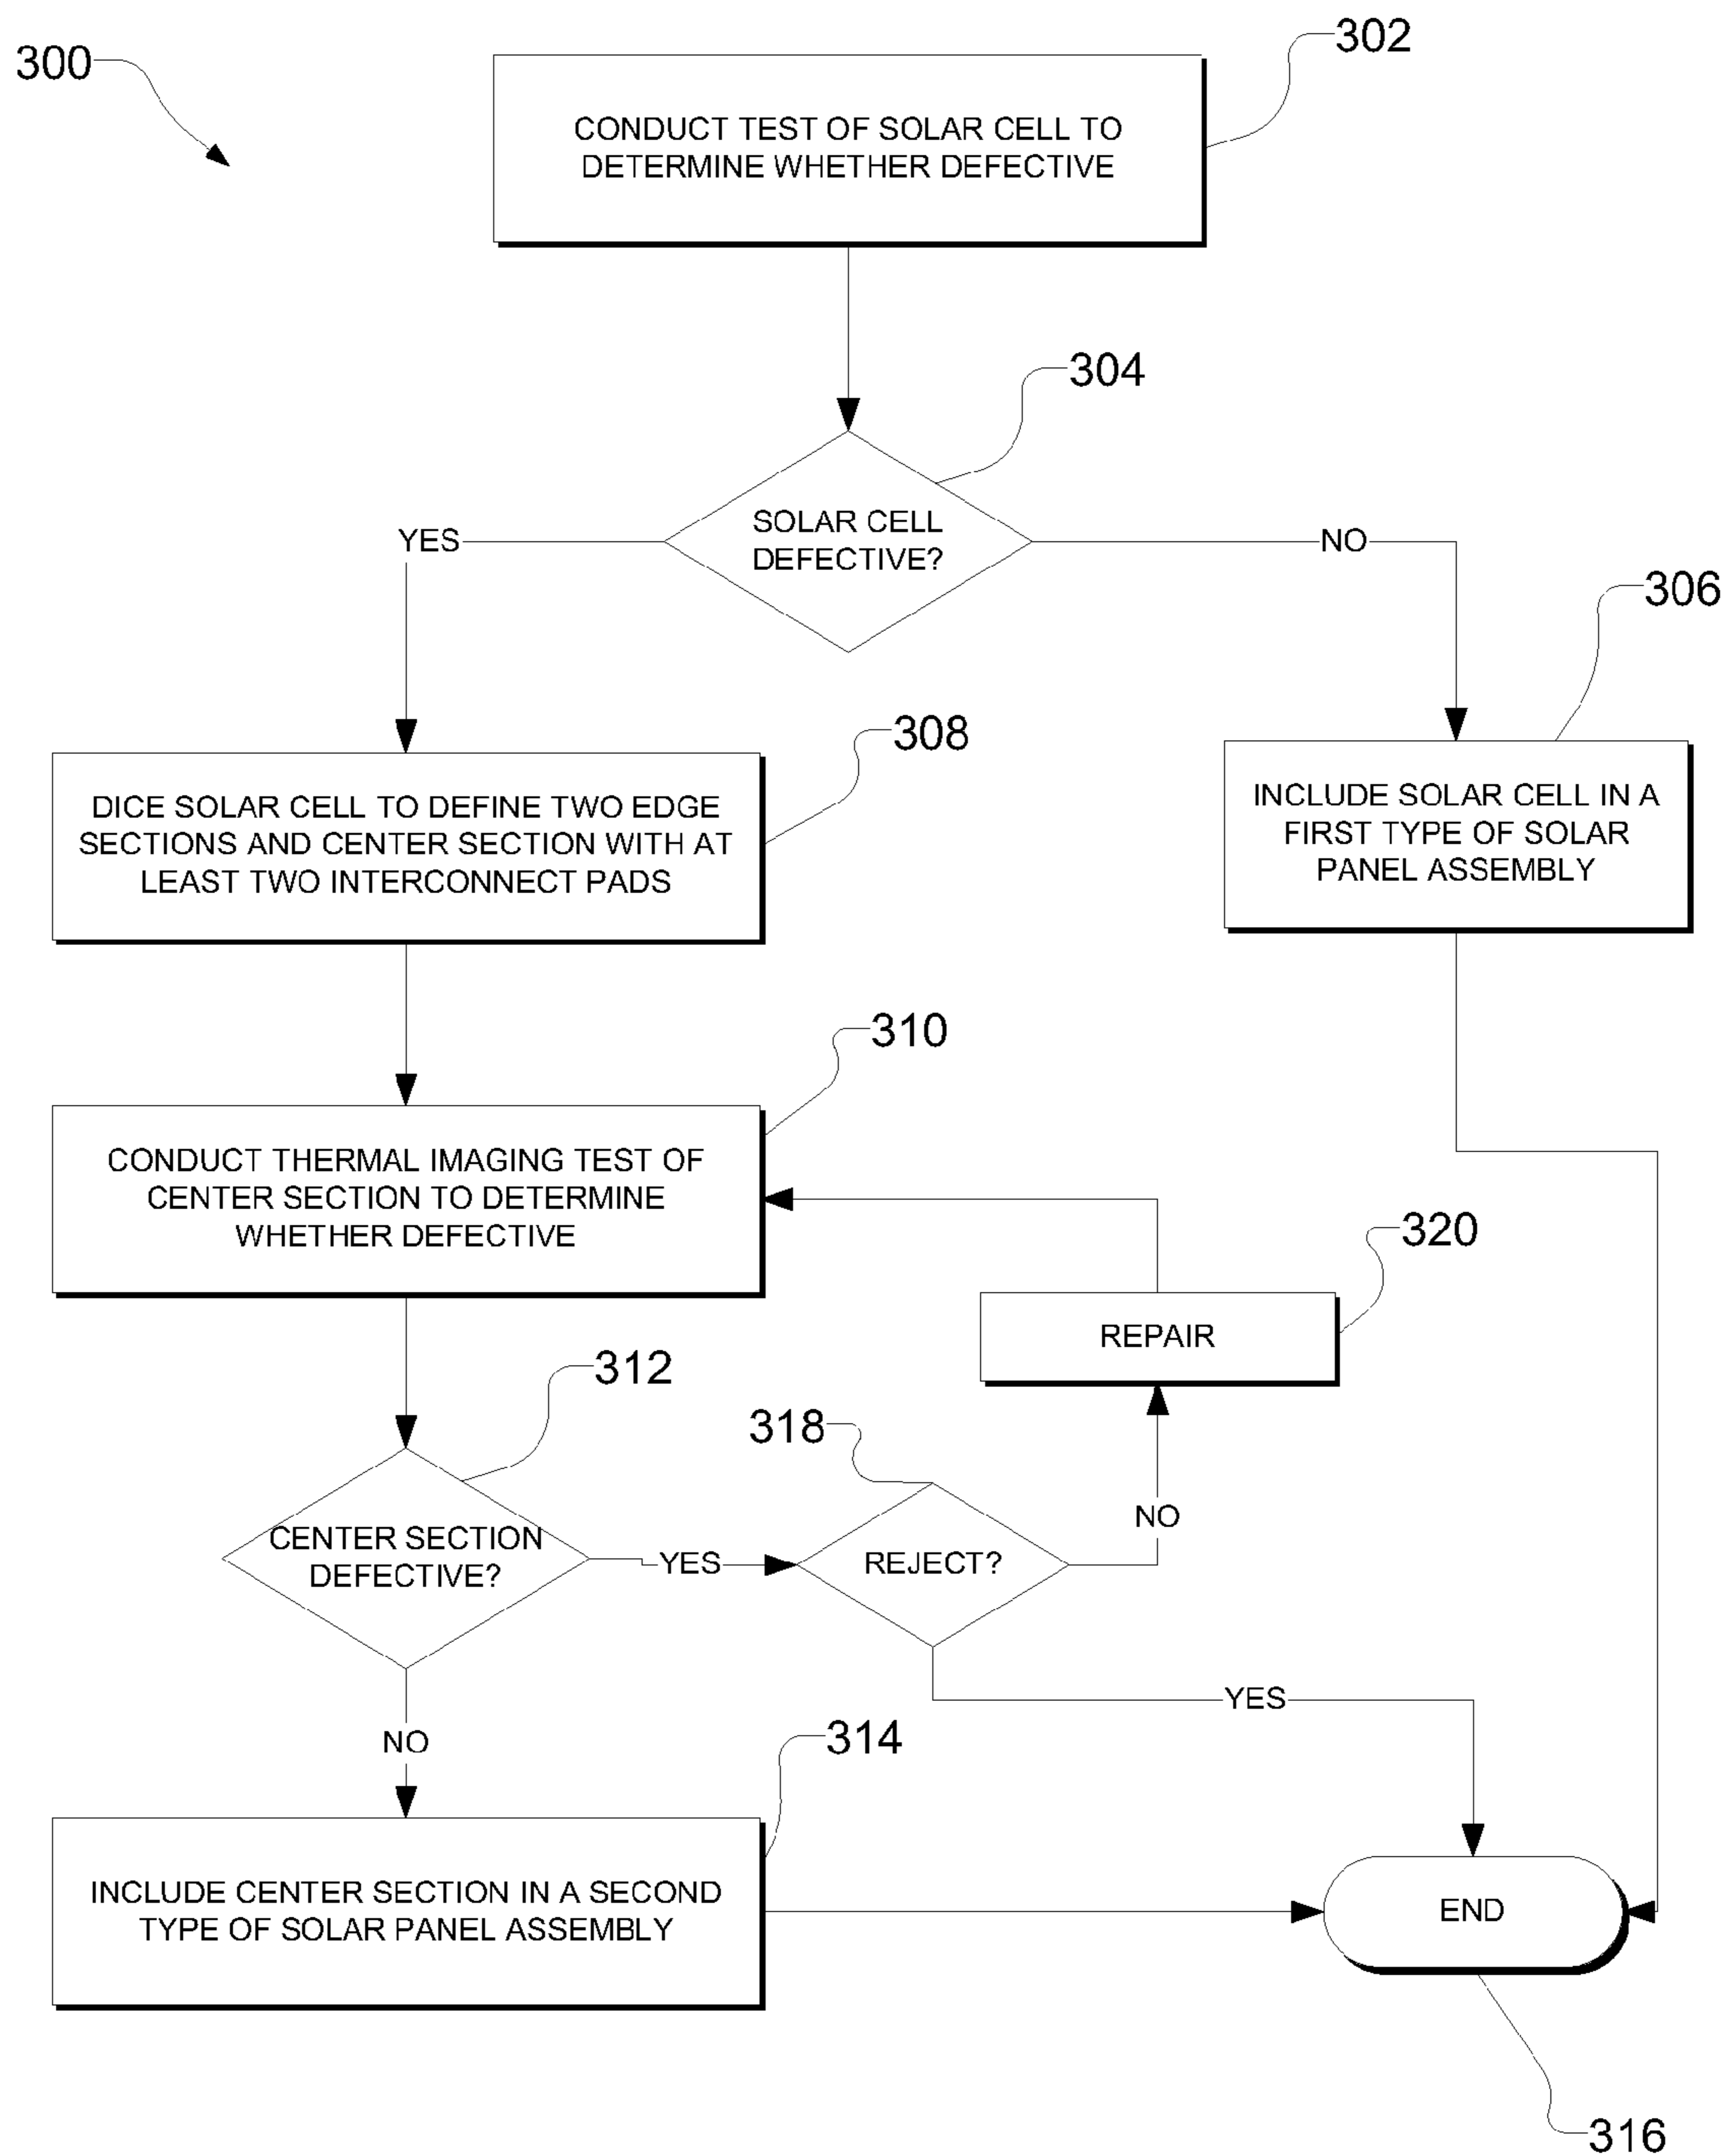 300
302
CONDUCT TEST OF SOLAR CELL TO
DETERMINE WHETHER DEFECTIVE
304
SOLAR CELL
DEFECTIVE?
YES
NO
306
308
DICE SOLAR CELL TO DEFINE TWO EDGE
SECTIONS AND CENTER SECTION WITH AT
LEAST TWO INTERCONNECT PADS
INCLUDE SOLAR CELL IN A
FIRST TYPE OF SOLAR
PANEL ASSEMBLY
310
CONDUCT THERMAL IMAGING TEST OF
CENTER SECTION TO DETERMINE
WHETHER DEFECTIVE
320
REPAIR
312
318
CENTER SECTION
DEFECTIVE?
YES
REJECT?
NO
YES
NO
314
INCLUDE CENTER SECTION IN A SECOND
TYPE OF SOLAR PANEL ASSEMBLY
END
316